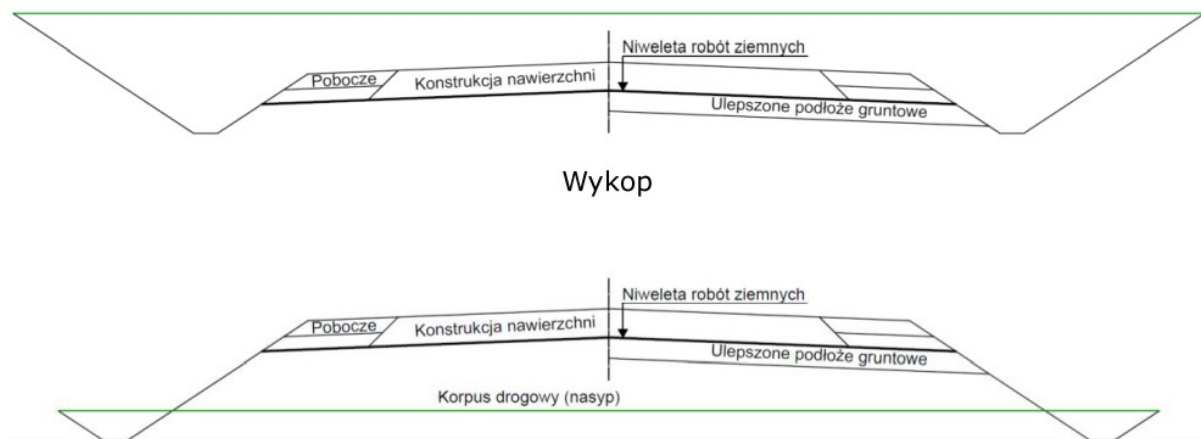 Niweleta robót ziemnych
Pobocze
Konstrukcja nawierzchni
Ulepszone podłoże gruntowe
Wykop
Niweleta robót ziemnych
Pobocze
Konstrukcja nawierzchni
Ulepszone podłoże gruntowe
Korpus drogowy (nasyp)